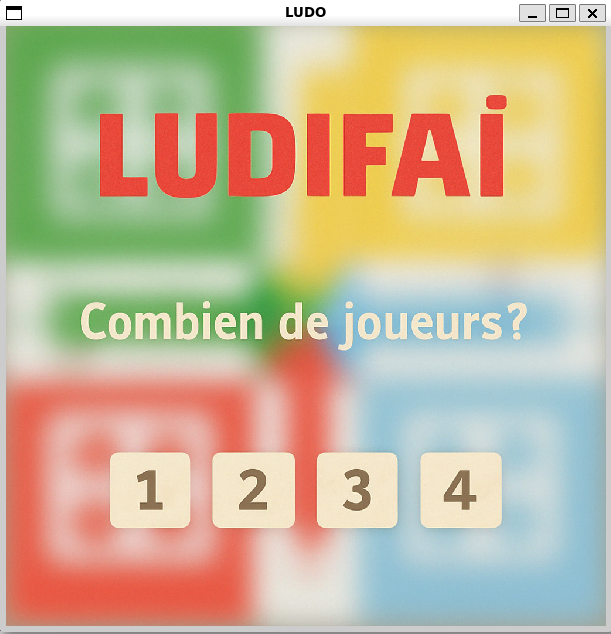 LUDO
LUDIFAİ
Combien de joueurs?
1 2 3 4